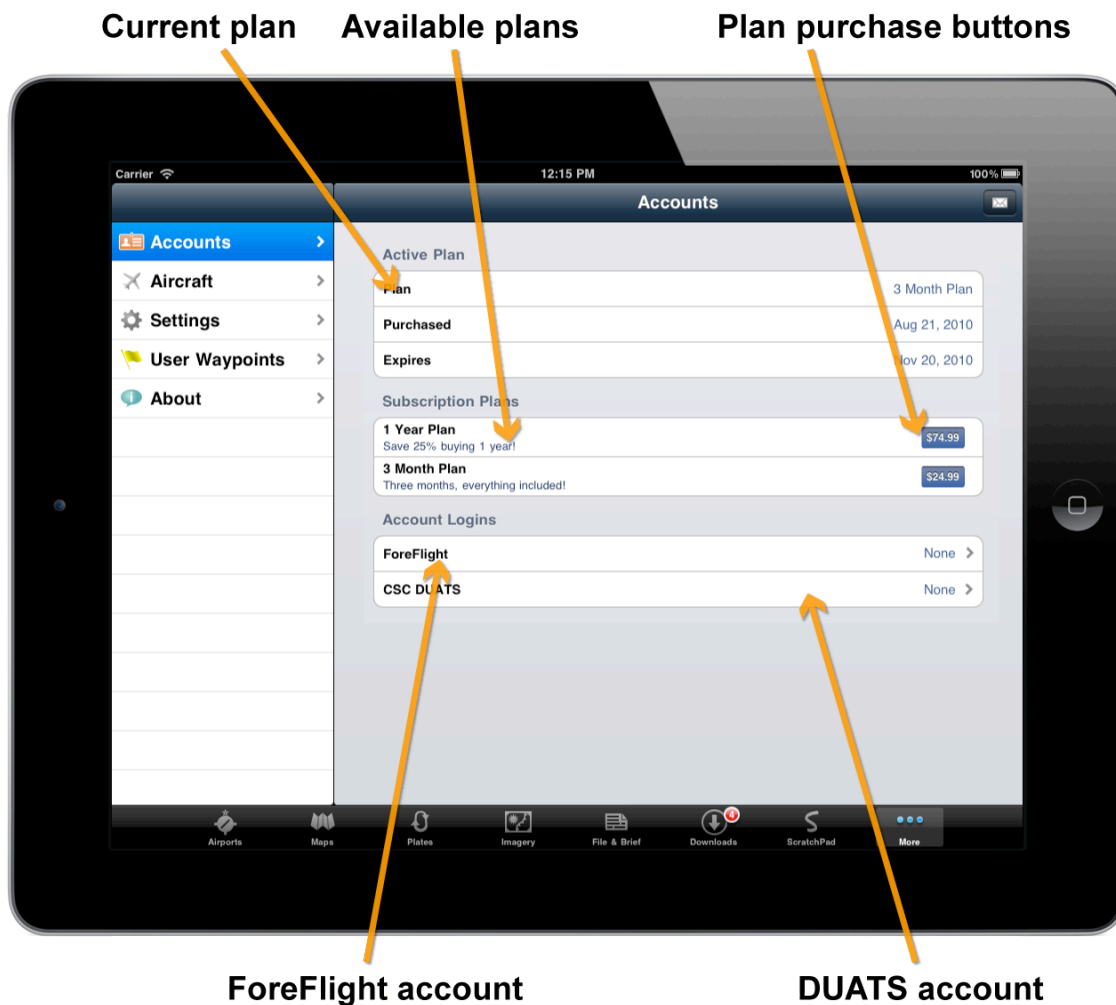 Current plan Available plans Plan purchase buttons
Carrier 12:15 PM 100%
Accounts
Accounts
Aircraft
Settings
User Waypoints
About
Active Plan
Plan 3 Month Plan
Purchased Aug 21, 2010
Expires Nov 20, 2010
Subscription Plans
1 Year Plan
Save 25% buying 1 year!
$74.99
3 Month Plan
Three months, everything included!
$24.99
Account Logins
ForeFlight None
CSC DUATS None
4
Airports Maps Plates Imagery File & Brief Downloads ScratchPad More
ForeFlight account DUATS account